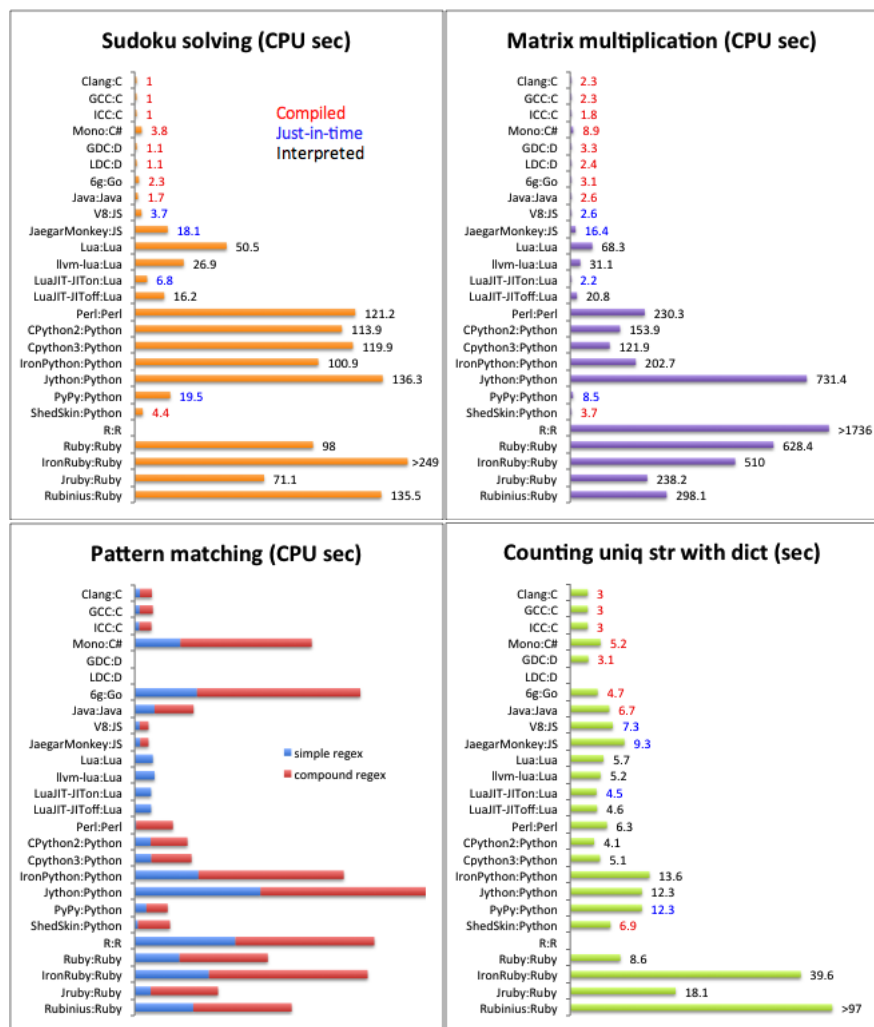 Sudoku solving (CPU sec)
Clang:C 1
GCC:C 1
ICC:C 1
Mono:C# 3.8
GDC:D 1.1
LDC:D 1.1
6g:Go 2.3
Java:Java 1.7
V8:JS 3.7
JaegarMonkey:JS 18.1
Lua:Lua 50.5
llvm-lua:Lua 26.9
LuaJIT-JITon:Lua 6.8
LuaJIT-JIToff:Lua 16.2
Perl:Perl 121.2
CPython2:Python 113.9
Cpython3:Python 119.9
IronPython:Python 100.9
Jython:Python 136.3
PyPy:Python 19.5
ShedSkin:Python 4.4
R:R
Ruby:Ruby 98
IronRuby:Ruby >249
Jruby:Ruby 71.1
Rubinius:Ruby 135.5
Compiled
Just-in-time
Interpreted
Matrix multiplication (CPU sec)
Clang:C 2.3
GCC:C 2.3
ICC:C 1.8
Mono:C# 8.9
GDC:D 3.3
LDC:D 2.4
6g:Go 3.1
Java:Java 2.6
V8:JS 2.6
JaegarMonkey:JS 16.4
Lua:Lua 68.3
llvm-lua:Lua 31.1
LuaJIT-JITon:Lua 2.2
LuaJIT-JIToff:Lua 20.8
Perl:Perl 230.3
CPython2:Python 153.9
Cpython3:Python 121.9
IronPython:Python 202.7
Jython:Python 731.4
PyPy:Python 8.5
ShedSkin:Python 3.7
R:R >1736
Ruby:Ruby 628.4
IronRuby:Ruby 510
Jruby:Ruby 238.2
Rubinius:Ruby 298.1
Pattern matching (CPU sec)
Clang:C
GCC:C
ICC:C
Mono:C#
GDC:D
LDC:D
6g:Go
Java:Java
V8:JS
JaegarMonkey:JS
Lua:Lua
llvm-lua:Lua
LuaJIT-JITon:Lua
LuaJIT-JIToff:Lua
Perl:Perl
CPython2:Python
Cpython3:Python
IronPython:Python
Jython:Python
PyPy:Python
ShedSkin:Python
R:R
Ruby:Ruby
IronRuby:Ruby
Jruby:Ruby
Rubinius:Ruby
simple regex
compound regex
Counting uniq str with dict (sec)
Clang:C 3
GCC:C 3
ICC:C 3
Mono:C# 5.2
GDC:D 3.1
LDC:D
6g:Go 4.7
Java:Java 6.7
V8:JS 7.3
JaegarMonkey:JS 9.3
Lua:Lua 5.7
llvm-lua:Lua 5.2
LuaJIT-JITon:Lua 4.5
LuaJIT-JIToff:Lua 4.6
Perl:Perl 6.3
CPython2:Python 4.1
Cpython3:Python 5.1
IronPython:Python 13.6
Jython:Python 12.3
PyPy:Python 12.3
ShedSkin:Python 6.9
R:R
Ruby:Ruby 8.6
IronRuby:Ruby 39.6
Jruby:Ruby 18.1
Rubinius:Ruby >97